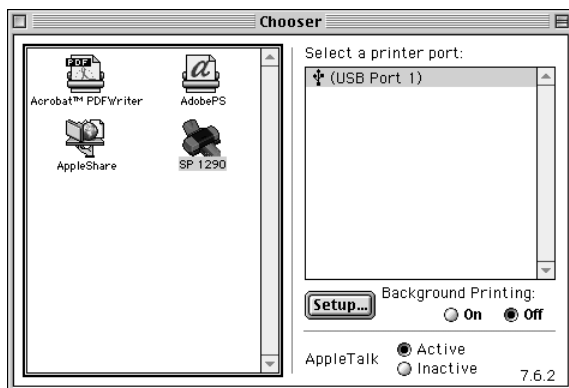 Chooser
PDF
Acrobat™ PDFWriter
a
AdobePS
AppleShare
SP 1290
Select a printer port:
(USB Port 1)
Setup...
Background Printing:
On Off
AppleTalk
Active
Inactive
7.6.2